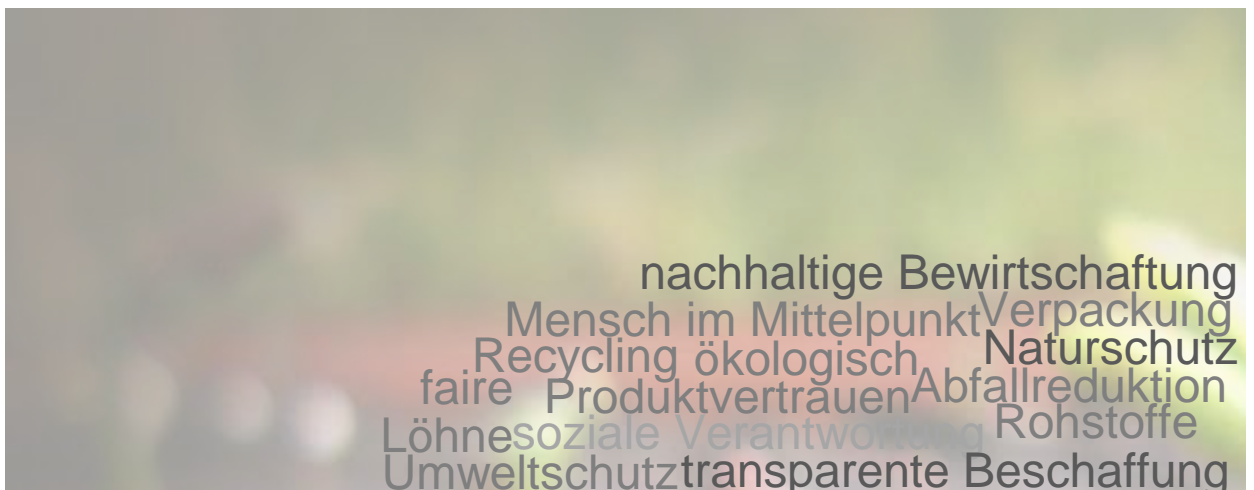 nachhaltige Bewirtschaftung
Mensch im Mittelpunkt Verpackung
Recycling ökologisch Naturschutz
faire Produktvertrauen Abfallreduktion
Löhne soziale Verantwortung Rohstoffe
Umweltschutz transparente Beschaffung